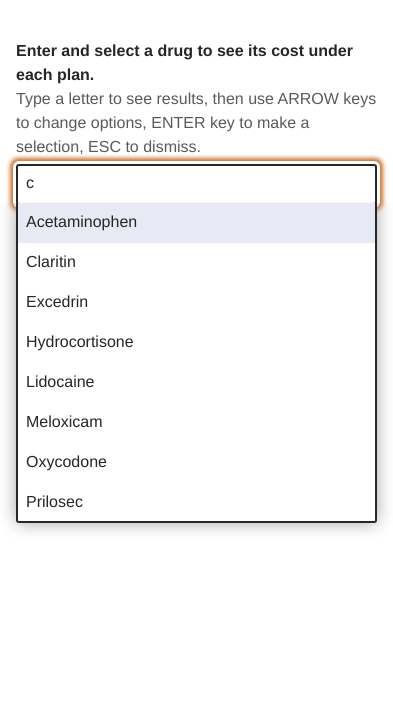 Enter and select a drug to see its cost under
each plan.
Type a letter to see results, then use ARROW keys
to change options, ENTER key to make a
selection, ESC to dismiss.
c
Acetaminophen
Claritin
Excedrin
Hydrocortisone
Lidocaine
Meloxicam
Oxycodone
Prilosec